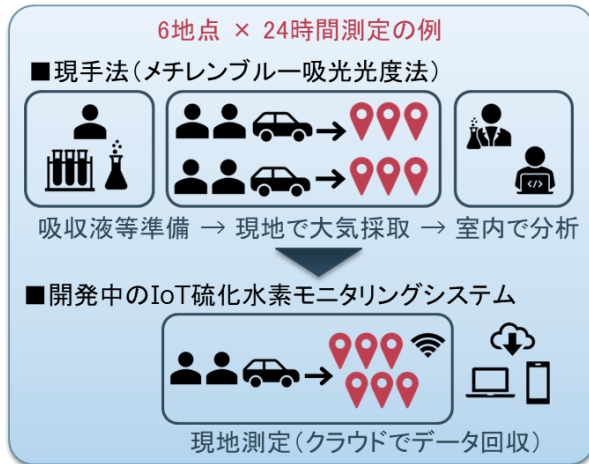 6地点 × 24時間測定の例
■現手法（メチレンブルー吸光光度法）
吸収液等準備 → 現地で大気採取 → 室内で分析
■開発中のIoT硫化水素モニタリングシステム
現地測定（クラウドでデータ回収）